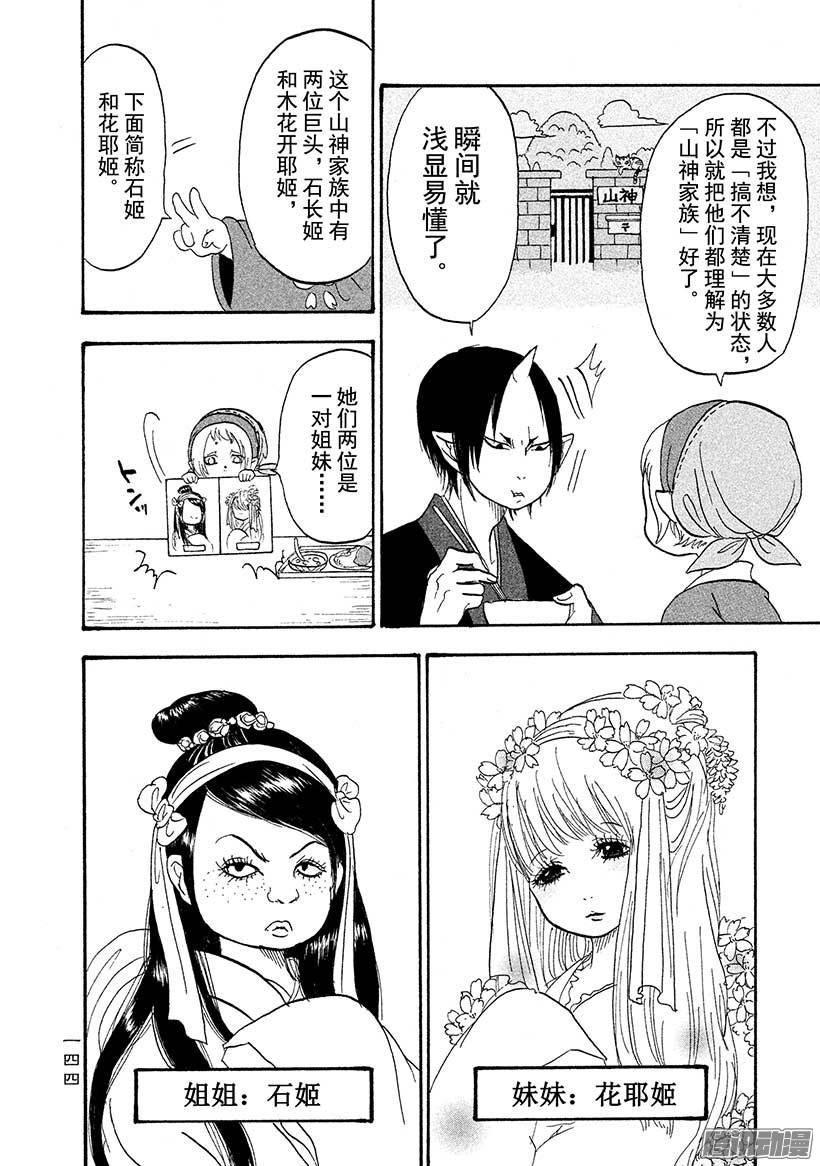 不过我想，现在大多数人
都是「搞不清楚」的状态，
所以就把他们都理解为
「山神家族」好了。
山神
瞬间就
浅显易懂了。
这个山神家族中有
两位巨头，石长姬
和木花开耶姬，
下面简称石姬
和花耶姬。
她们两位是
一对姐妹……
トンッ
妹妹：花耶姬
姐姐：石姬
一四四
腾讯动漫